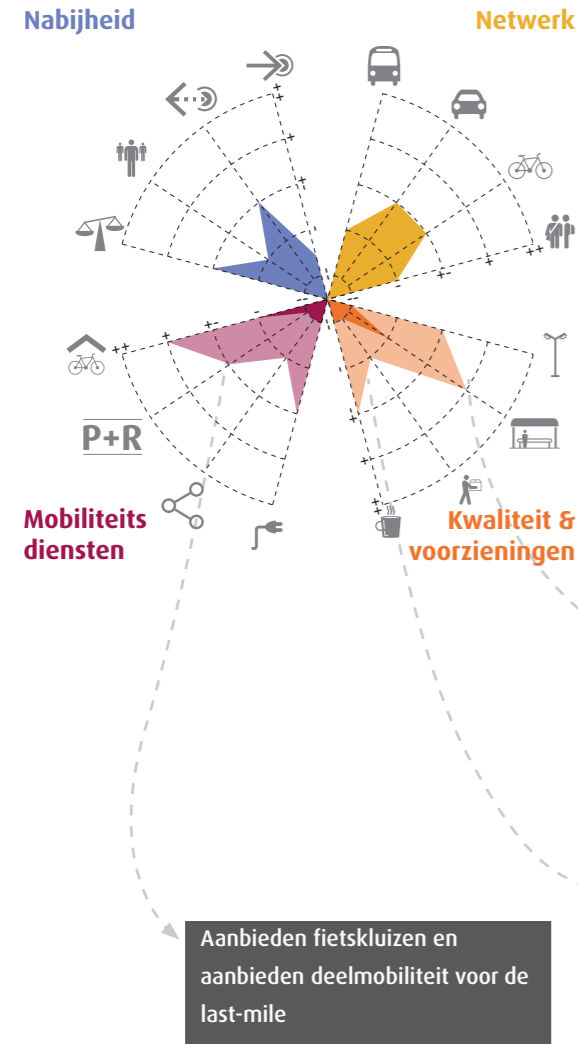 Nabijheid
Netwerk
++
+
+
-
--
--
-
+
++
++
+
-
--
--
-
+
++
P+R
Mobiliteits
diensten
Kwaliteit &
voorzieningen
Aanbieden fietskluizen en
aanbieden deelmobiliteit voor de
last-mile